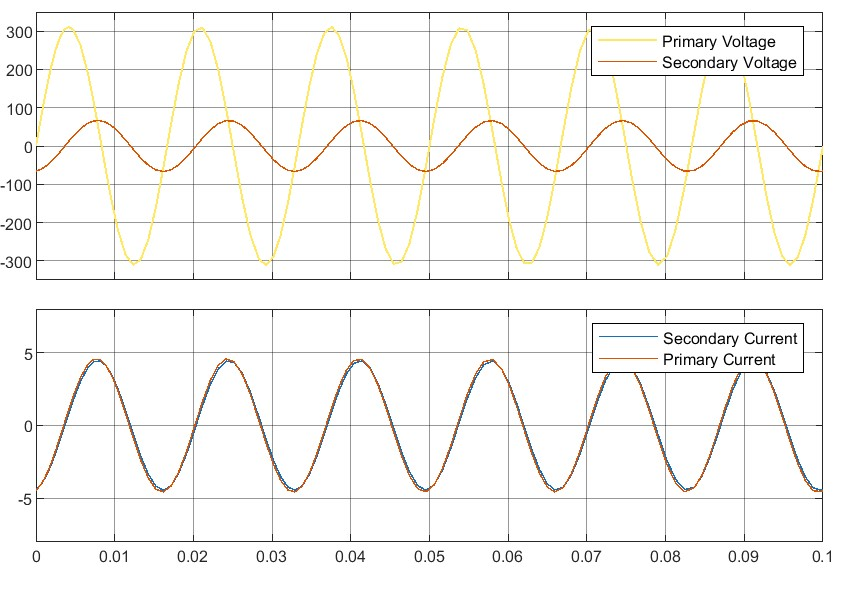 300
200
100
0
-100
-200
-300
Primary Voltage
Secondary Voltage
5
0
-5
Secondary Current
Primary Current
0 0.01 0.02 0.03 0.04 0.05 0.06 0.07 0.08 0.09 0.1